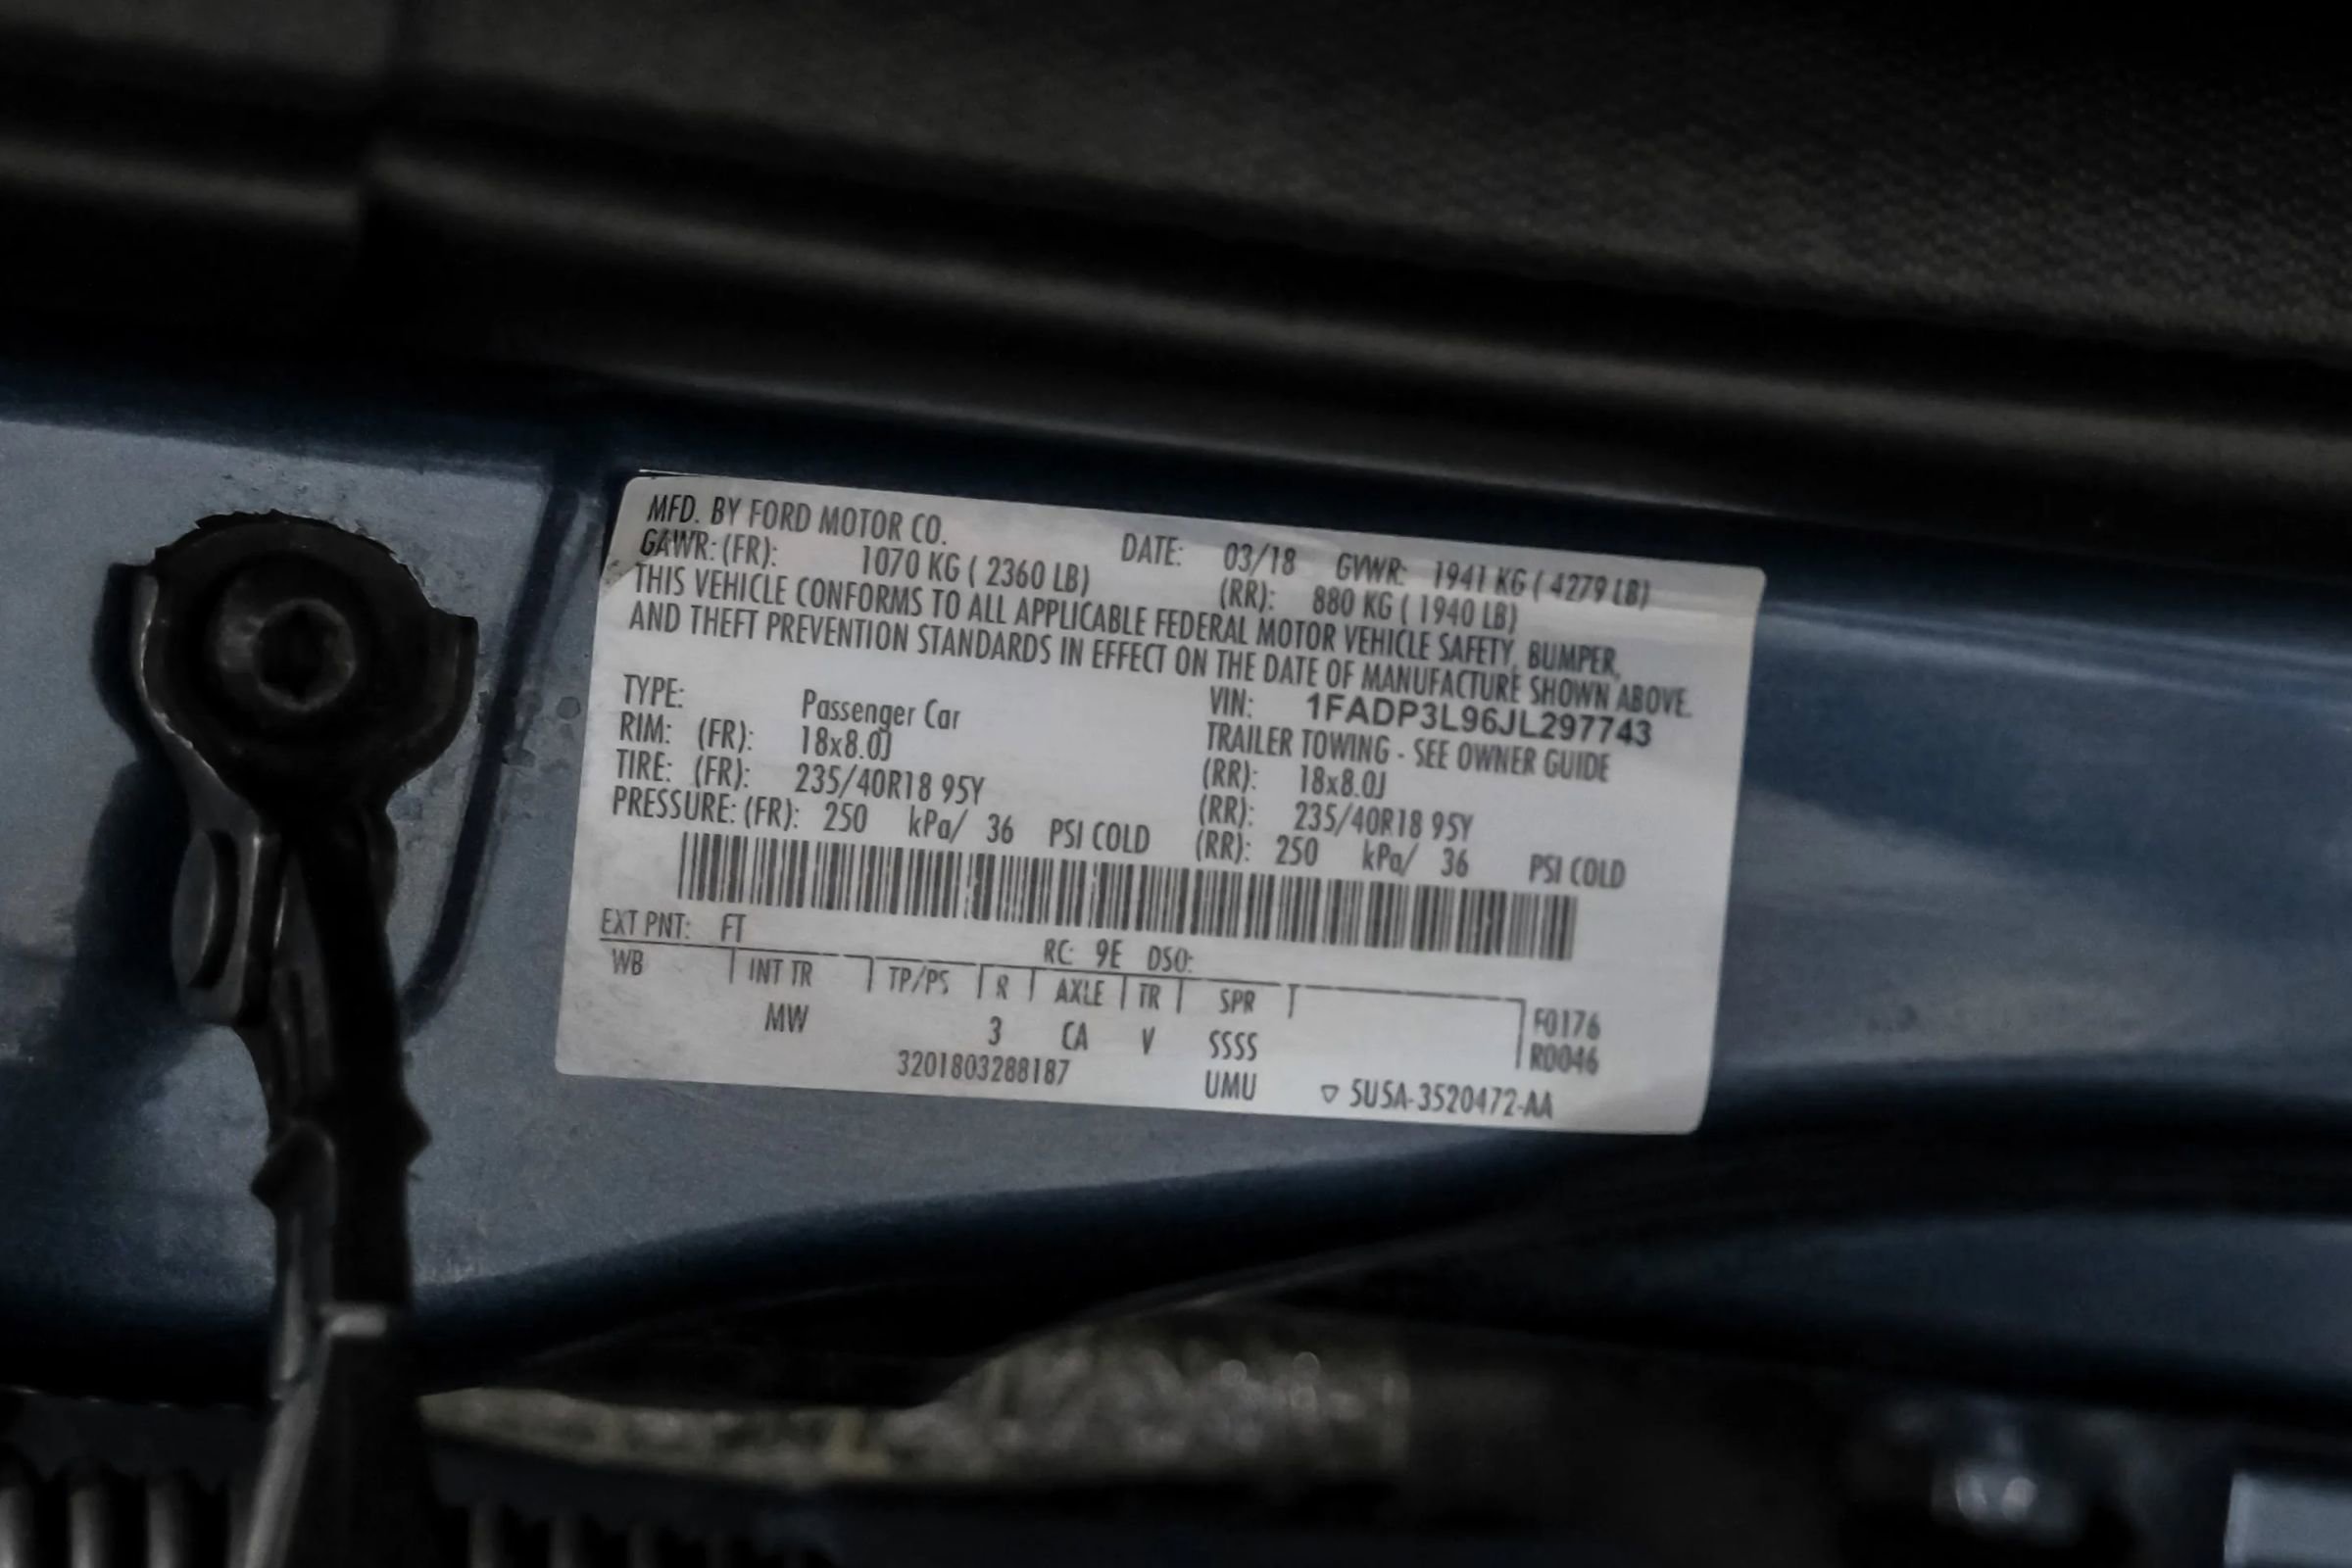 MFD. BY FORD MOTOR CO. DATE: 03/18 GVWR: 1941 KG ( 4279 LB)
GAWR: (FR): 1070 KG ( 2360 LB) (RR): 880 KG ( 1940 LB)
THIS VEHICLE CONFORMS TO ALL APPLICABLE FEDERAL MOTOR VEHICLE SAFETY, BUMPER,
AND THEFT PREVENTION STANDARDS IN EFFECT ON THE DATE OF MANUFACTURE SHOWN ABOVE.
VIN: 1FADP3L96JL297743
TYPE: Passenger Car TRAILER TOWING - SEE OWNER GUIDE
RIM: (FR): 18x8.0J (RR): 18x8.0J
TIRE: (FR): 235/40R18 95Y (RR): 235/40R18 95Y
PRESSURE: (FR): 250 kPa/ 36 PSI COLD (RR): 250 kPa/ 36 PSI COLD
EXT PNT: FT RC: 9E DSO:
WB INT TR TP/PS R AXLE TR SPR F0176
MW 3 CA V SSSS R0046
3201803288187 UMU ▽ 5U5A-3520472-AA